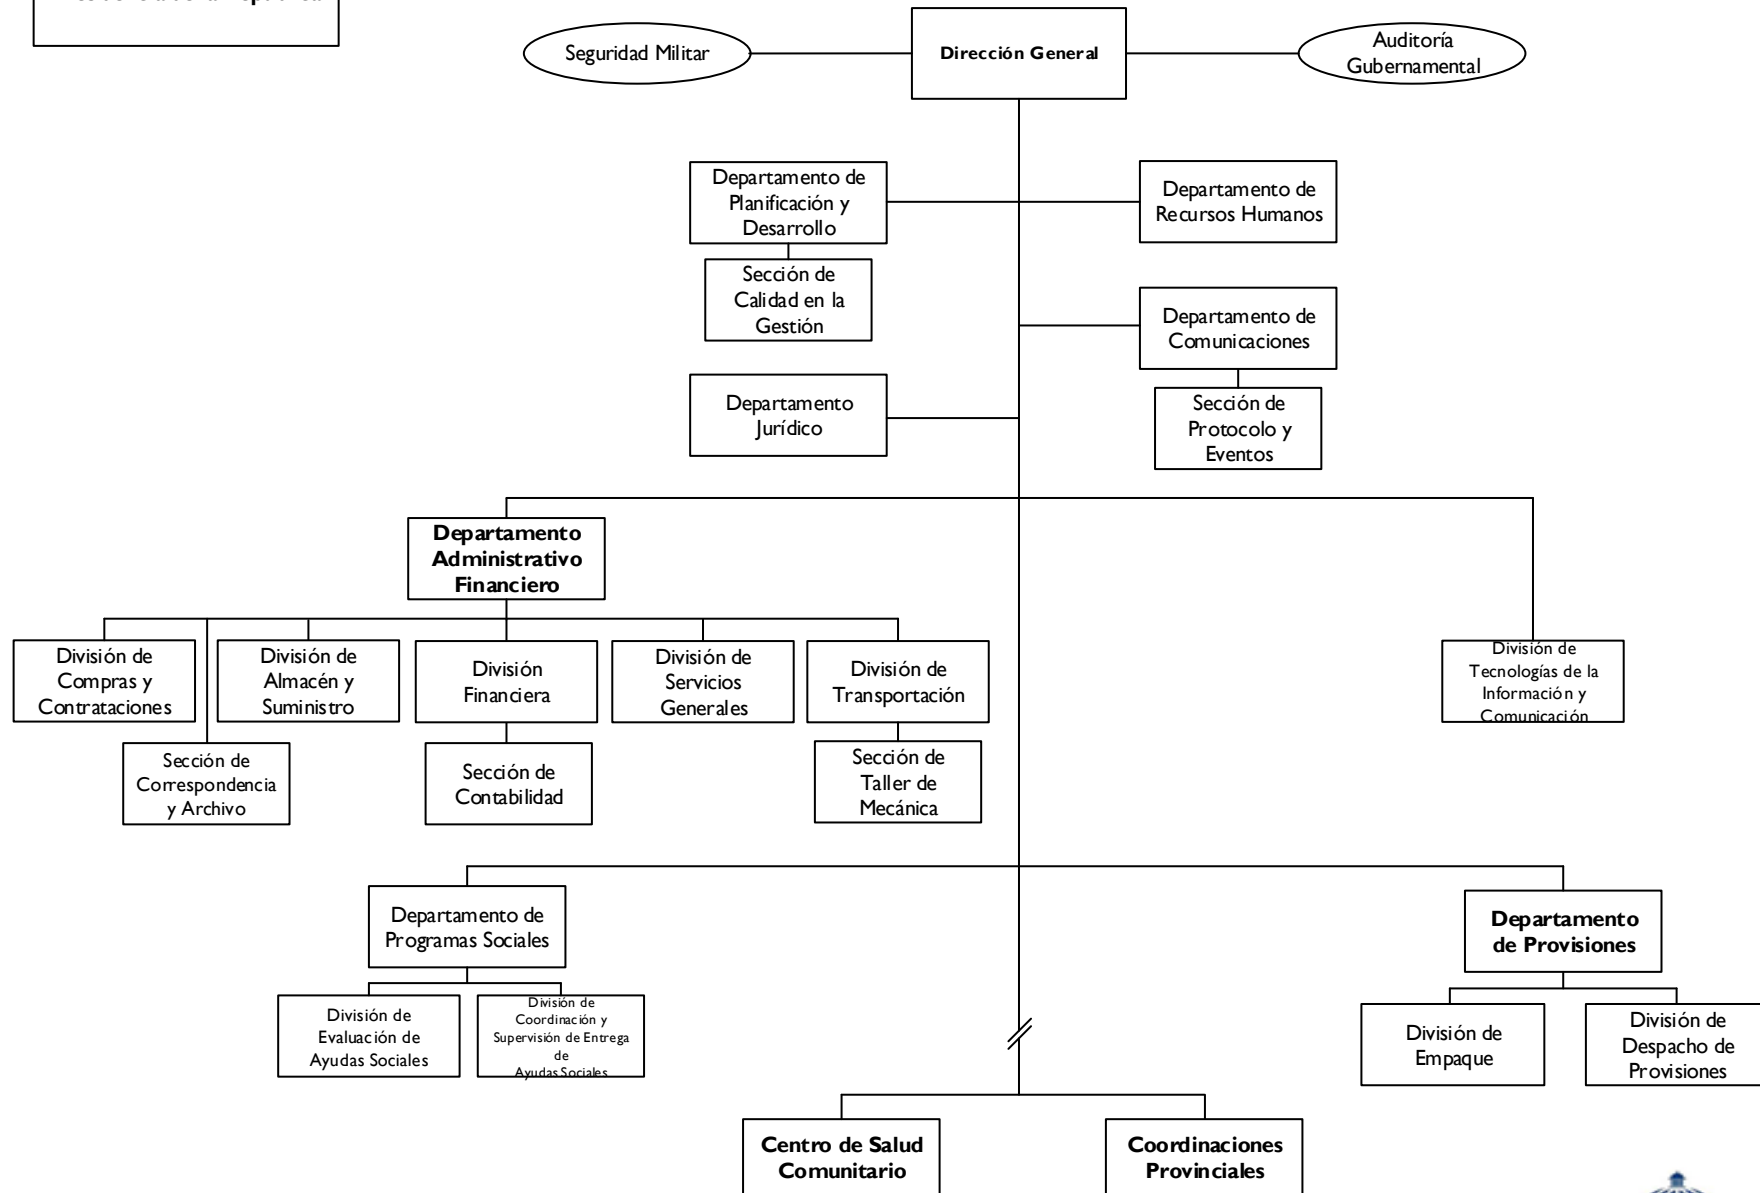 Seguridad Militar
Dirección General
Auditoría
Gubernamental
Departamento de
Planificación y
Desarrollo
Departamento de
Recursos Humanos
Sección de
Calidad en la
Gestión
Departamento de
Comunicaciones
Departamento
Jurídico
Sección de
Protocolo y
Eventos
Departamento
Administrativo
Financiero
División de
Compras y
Contrataciones
División de
Almacén y
Suministro
División
Financiera
División de
Servicios
Generales
División de
Transportación
División de
Tecnologías de la
Información y
Comunicación
Sección de
Correspondencia
y Archivo
Sección de
Contabilidad
Sección de
Taller de
Mecánica
Departamento de
Programas Sociales
Departamento
de Provisiones
División de
Evaluación de
Ayudas Sociales
División de
Coordinación y
Supervisión de Entrega
de
Ayudas Sociales
División de
Empaque
División de
Despacho de
Provisiones
Centro de Salud
Comunitario
Coordinaciones
Provinciales